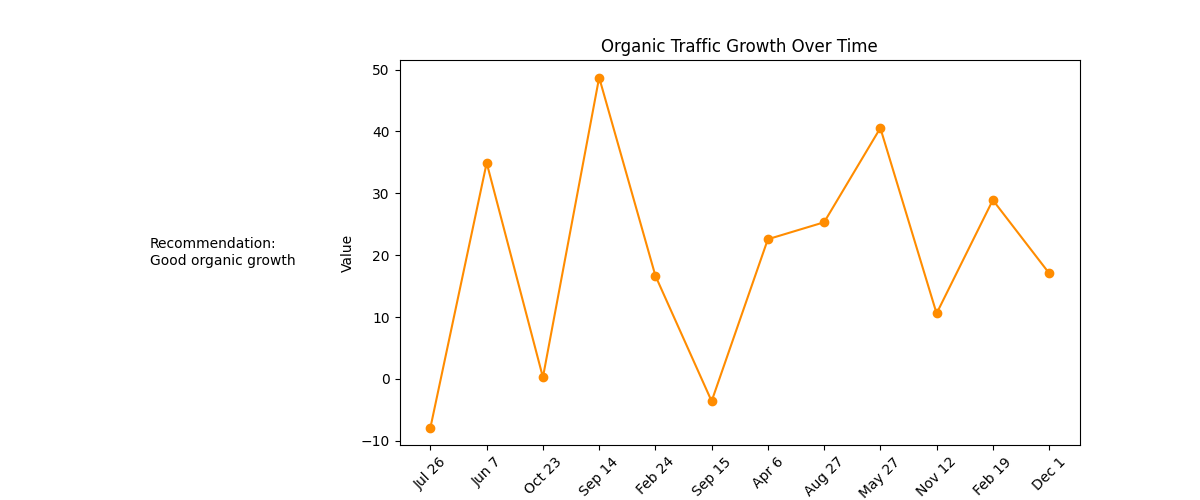 Organic Traffic Growth Over Time
Recommendation:
Good organic growth
Value
50
40
30
20
10
0
−10
Jul 26
Jun 7
Oct 23
Sep 14
Feb 24
Sep 15
Apr 6
Aug 27
May 27
Nov 12
Feb 19
Dec 1